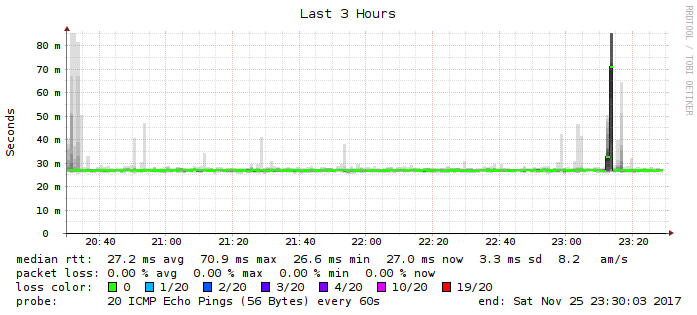 Last 3 Hours
RRDTOOL / TOBI OETIKER
Seconds
80 m
70 m
60 m
50 m
40 m
30 m
20 m
10 m
0
20:40 21:00 21:20 21:40 22:00 22:20 22:40 23:00 23:20
median rtt: 27.2 ms avg 70.9 ms max 26.6 ms min 27.0 ms now 3.3 ms sd 8.2 am/s
packet loss: 0.00 % avg 0.00 % max 0.00 % min 0.00 % now
loss color: 0 1/20 2/20 3/20 4/20 10/20 19/20
probe: 20 ICMP Echo Pings (56 Bytes) every 60s end: Sat Nov 25 23:30:03 2017